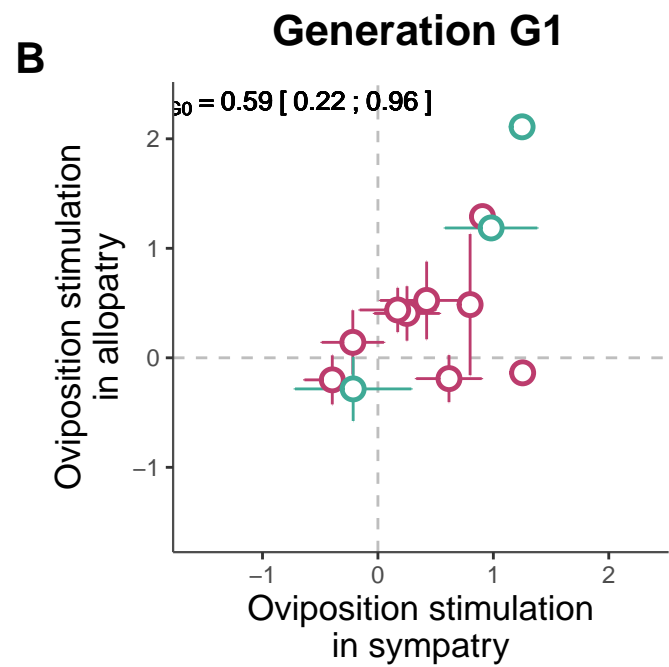 Generation G1
B
G0 = 0.59 [ 0.22 ; 0.96 ]
Oviposition stimulation
in allopatry
2
1
0
−1
−1 0 1 2
Oviposition stimulation
in sympatry